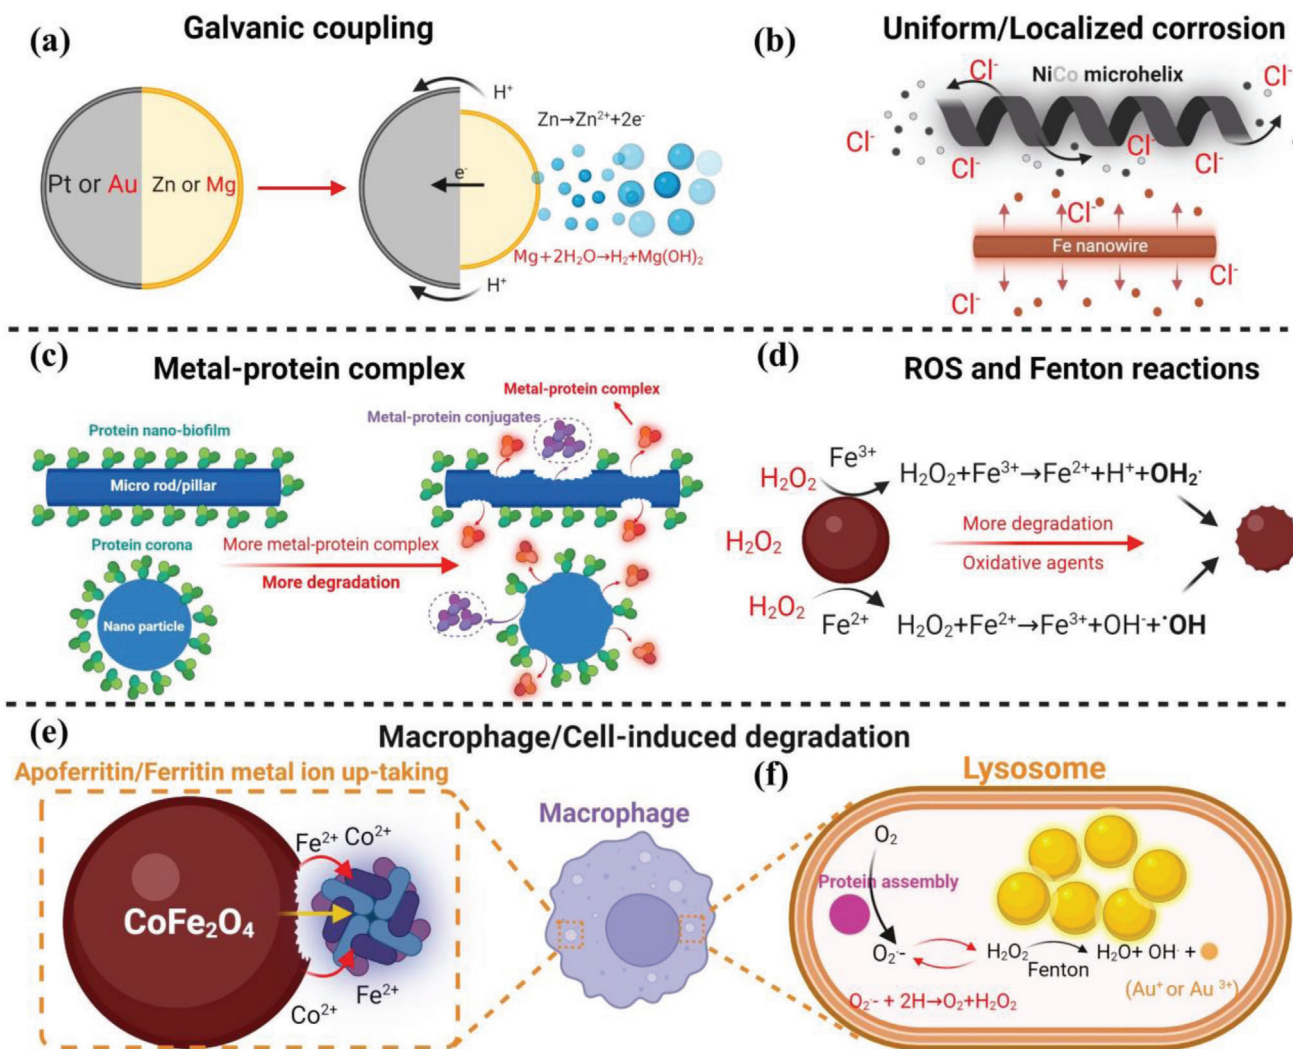 (a)
Galvanic coupling
Pt or Au
Zn or Mg
H⁺
e⁻
H⁺
Zn→Zn²⁺+2e⁻
Mg+2H₂O→H₂+Mg(OH)₂
(b)
Uniform/Localized corrosion
NiCo microhelix
Cl⁻
Cl⁻
Cl⁻
Cl⁻
Cl⁻
Cl⁻
Cl⁻
Fe nanowire
Cl⁻
Cl⁻
(c)
Metal-protein complex
Protein nano-biofilm
Micro rod/pillar
Protein corona
Nano particle
More metal-protein complex
More degradation
Metal-protein complex
Metal-protein conjugates
(d)
ROS and Fenton reactions
H₂O₂
Fe³⁺
H₂O₂+Fe³⁺→Fe²⁺+H⁺+OH₂·
H₂O₂
More degradation
Oxidative agents
H₂O₂
Fe²⁺
H₂O₂+Fe²⁺→Fe³⁺+OH⁻+·OH
Macrophage/Cell-induced degradation
(e)
Apoferritin/Ferritin metal ion up-taking
Fe²⁺ Co²⁺
CoFe₂O₄
Fe²⁺
Co²⁺
Macrophage
(f)
Lysosome
O₂
Protein assembly
O₂·-
H₂O₂
Fenton
H₂O+ OH· +
(Au⁺ or Au ³⁺)
O₂·- + 2H→O₂+H₂O₂